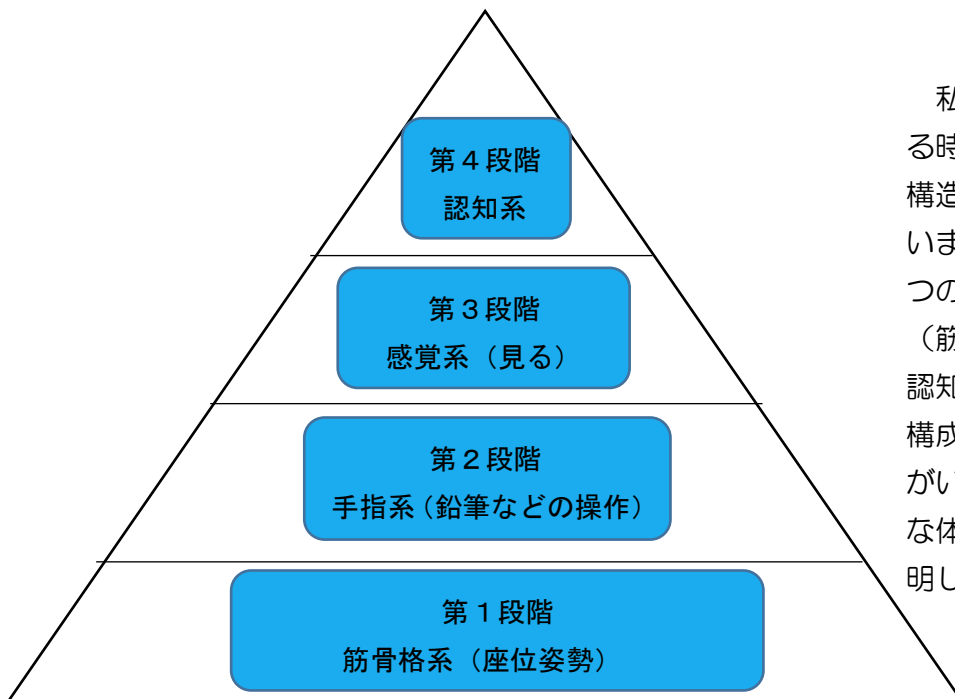 第４段階
認知系
第３段階
感覚系（見る）
第２段階
手指系（鉛筆などの操作）
第１段階
筋骨格系（座位姿勢）
私
る時
構造
いま
つの
（筋
認知
構成
がい
な体
明し